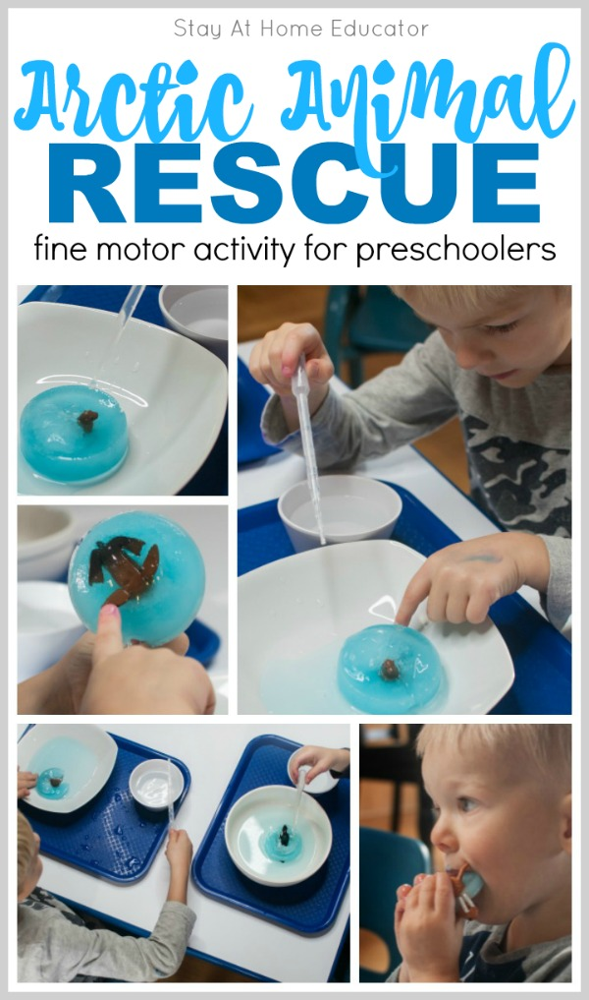 Stay At Home Educator
Arctic Animal
RESCUE
fine motor activity for preschoolers